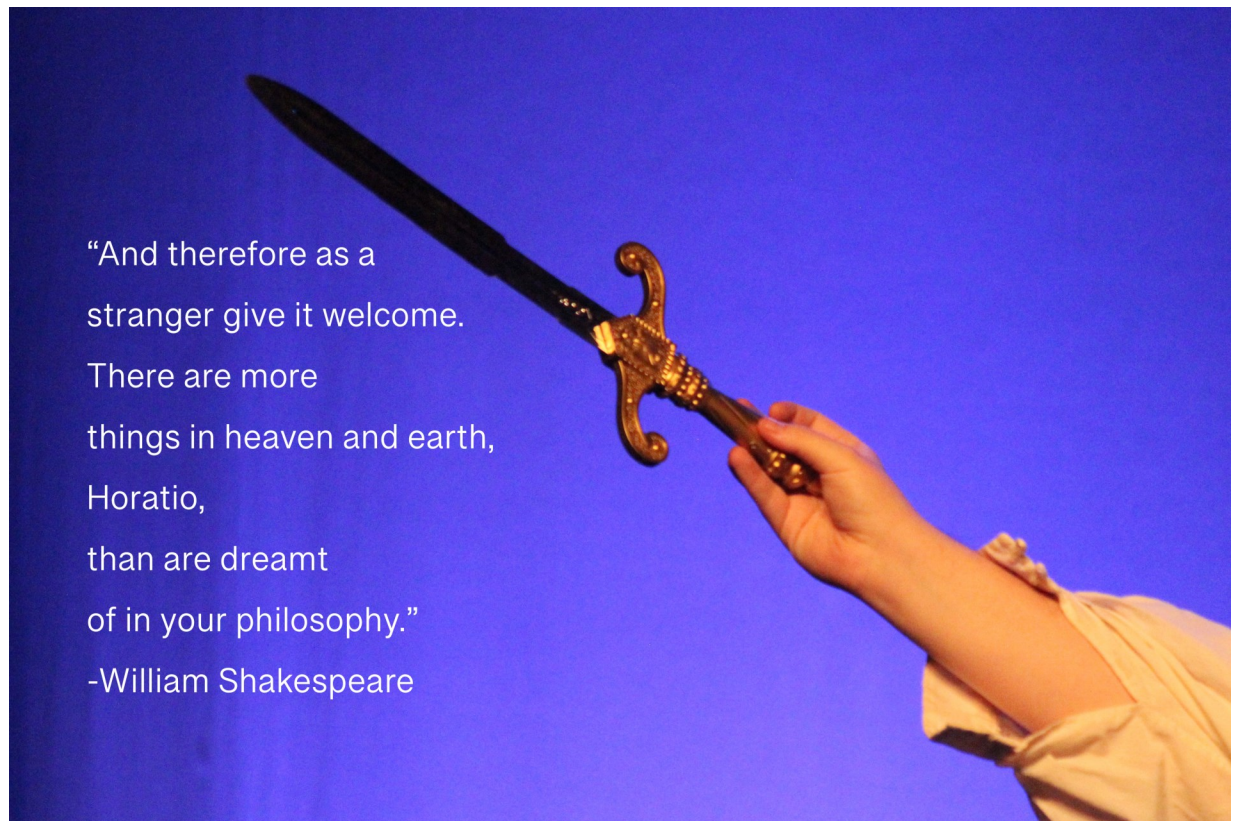 “And therefore as a
stranger give it welcome.
There are more
things in heaven and earth,
Horatio,
than are dreamt
of in your philosophy.”
-William Shakespeare